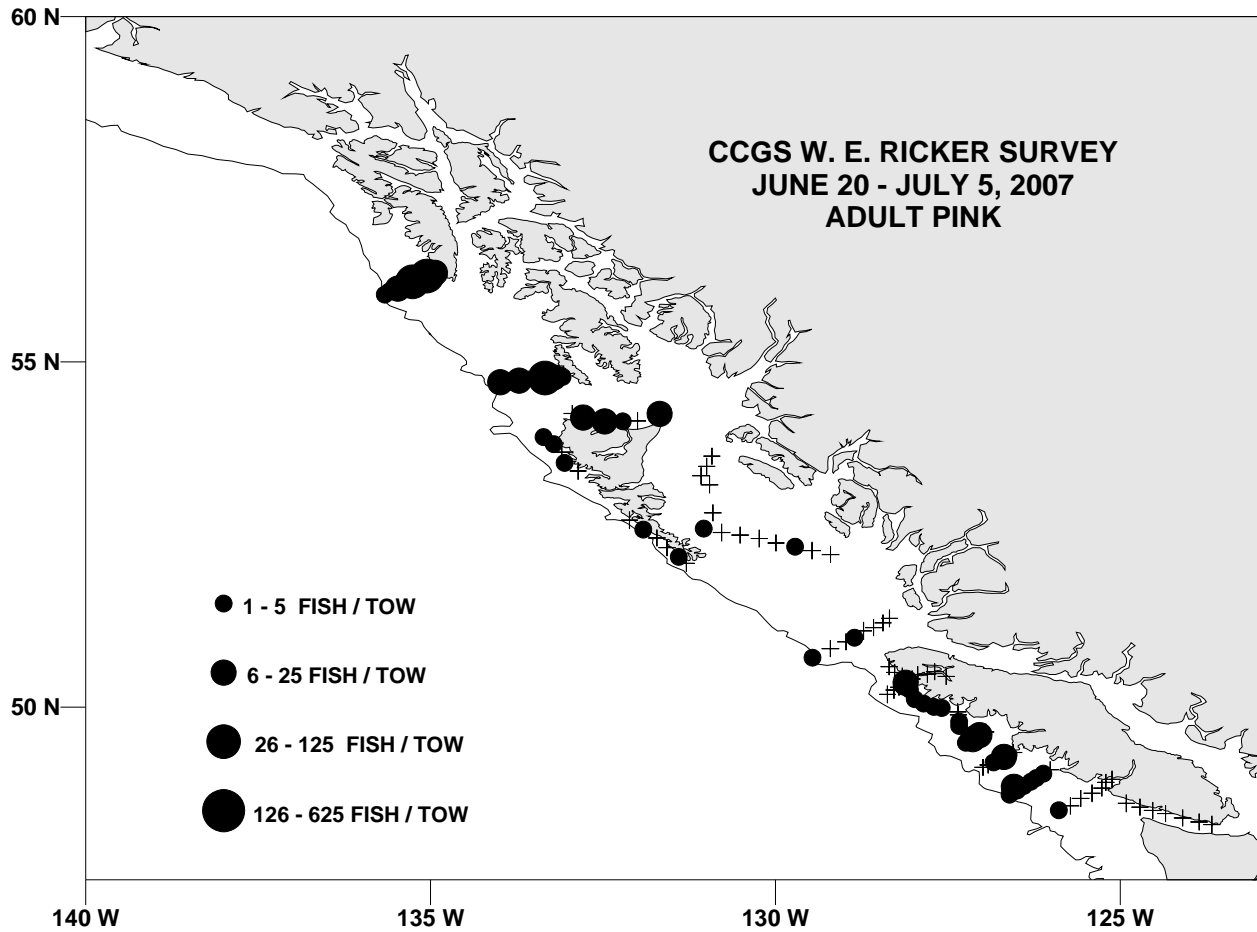 60 N
CCGS W. E. RICKER SURVEY
JUNE 20 - JULY 5, 2007
ADULT PINK
55 N
1 - 5 FISH / TOW
6 - 25 FISH / TOW
50 N
26 - 125 FISH / TOW
126 - 625 FISH / TOW
140 W
135 W
130 W
125 W